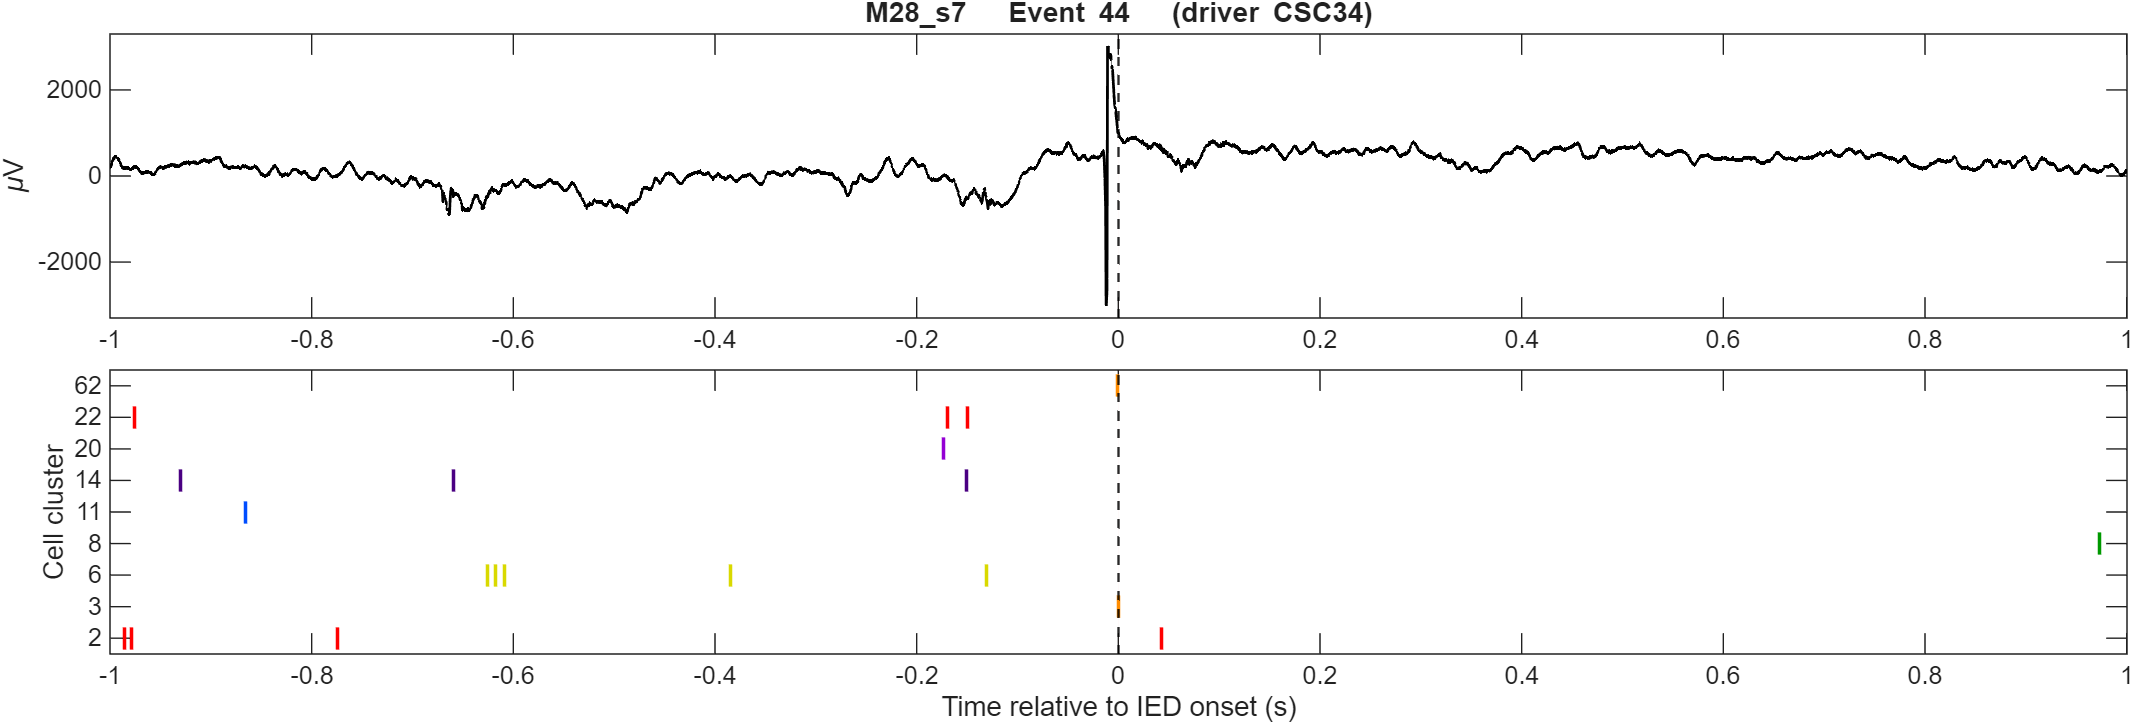 M28_s7 Event 44 (driver CSC34)
2000
0
-2000
μV
-1 -0.8 -0.6 -0.4 -0.2 0 0.2 0.4 0.6 0.8 1
62
22
20
14
11
8
6
3
2
Cell cluster
-1 -0.8 -0.6 -0.4 -0.2 0 0.2 0.4 0.6 0.8 1
Time relative to IED onset (s)